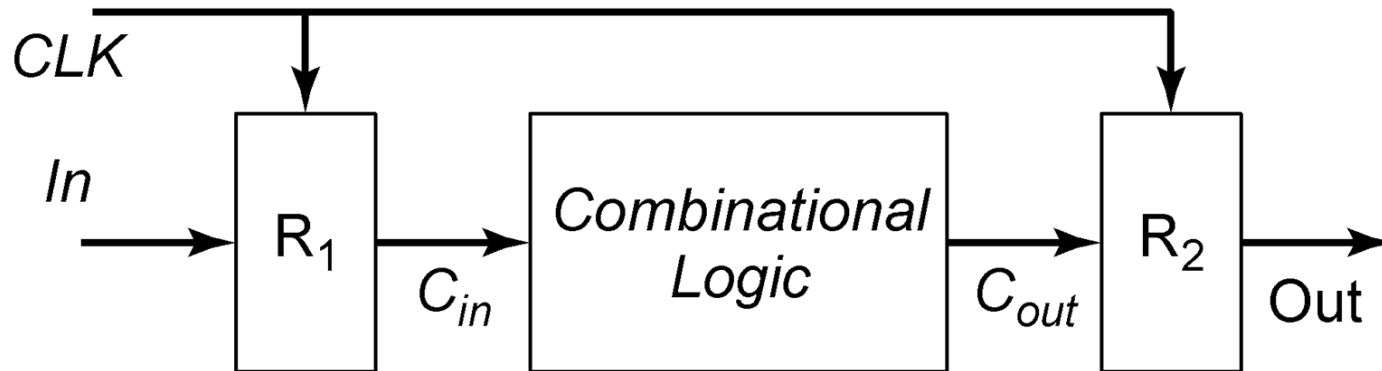 CLK
In
R1
Cin
Combinational
Logic
Cout
R2
Out